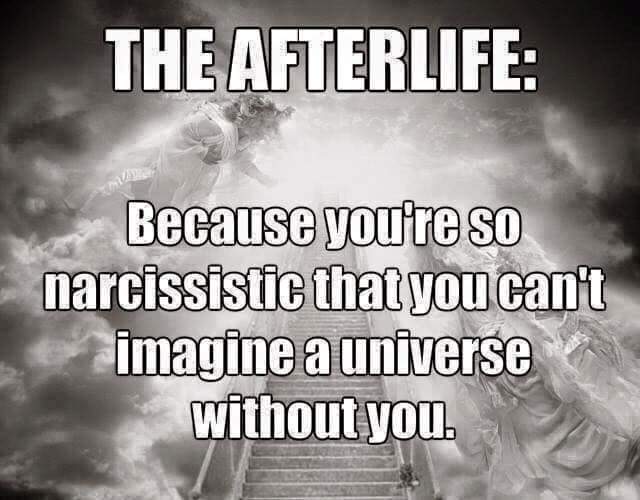 THE AFTERLIFE:
Because you're so
narcissistic that you can't
imagine a universe
without you.